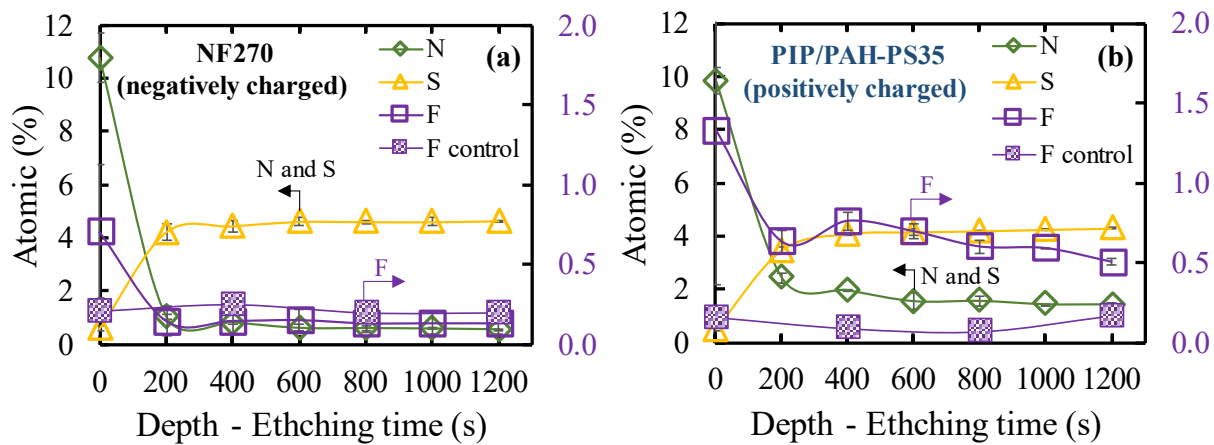 NF270
(negatively charged)
(a)
N
S
F
F control
N and S
F
Atomic (%)
12
10
8
6
4
2
0
2.0
1.5
1.0
0.5
0.0
0 200 400 600 800 1000 1200
Depth - Ethching time (s)
PIP/PAH-PS35
(positively charged)
(b)
N
S
F
F control
F
N and S
Atomic (%)
12
10
8
6
4
2
0
2.0
1.5
1.0
0.5
0.0
0 200 400 600 800 1000 1200
Depth - Ethching time (s)